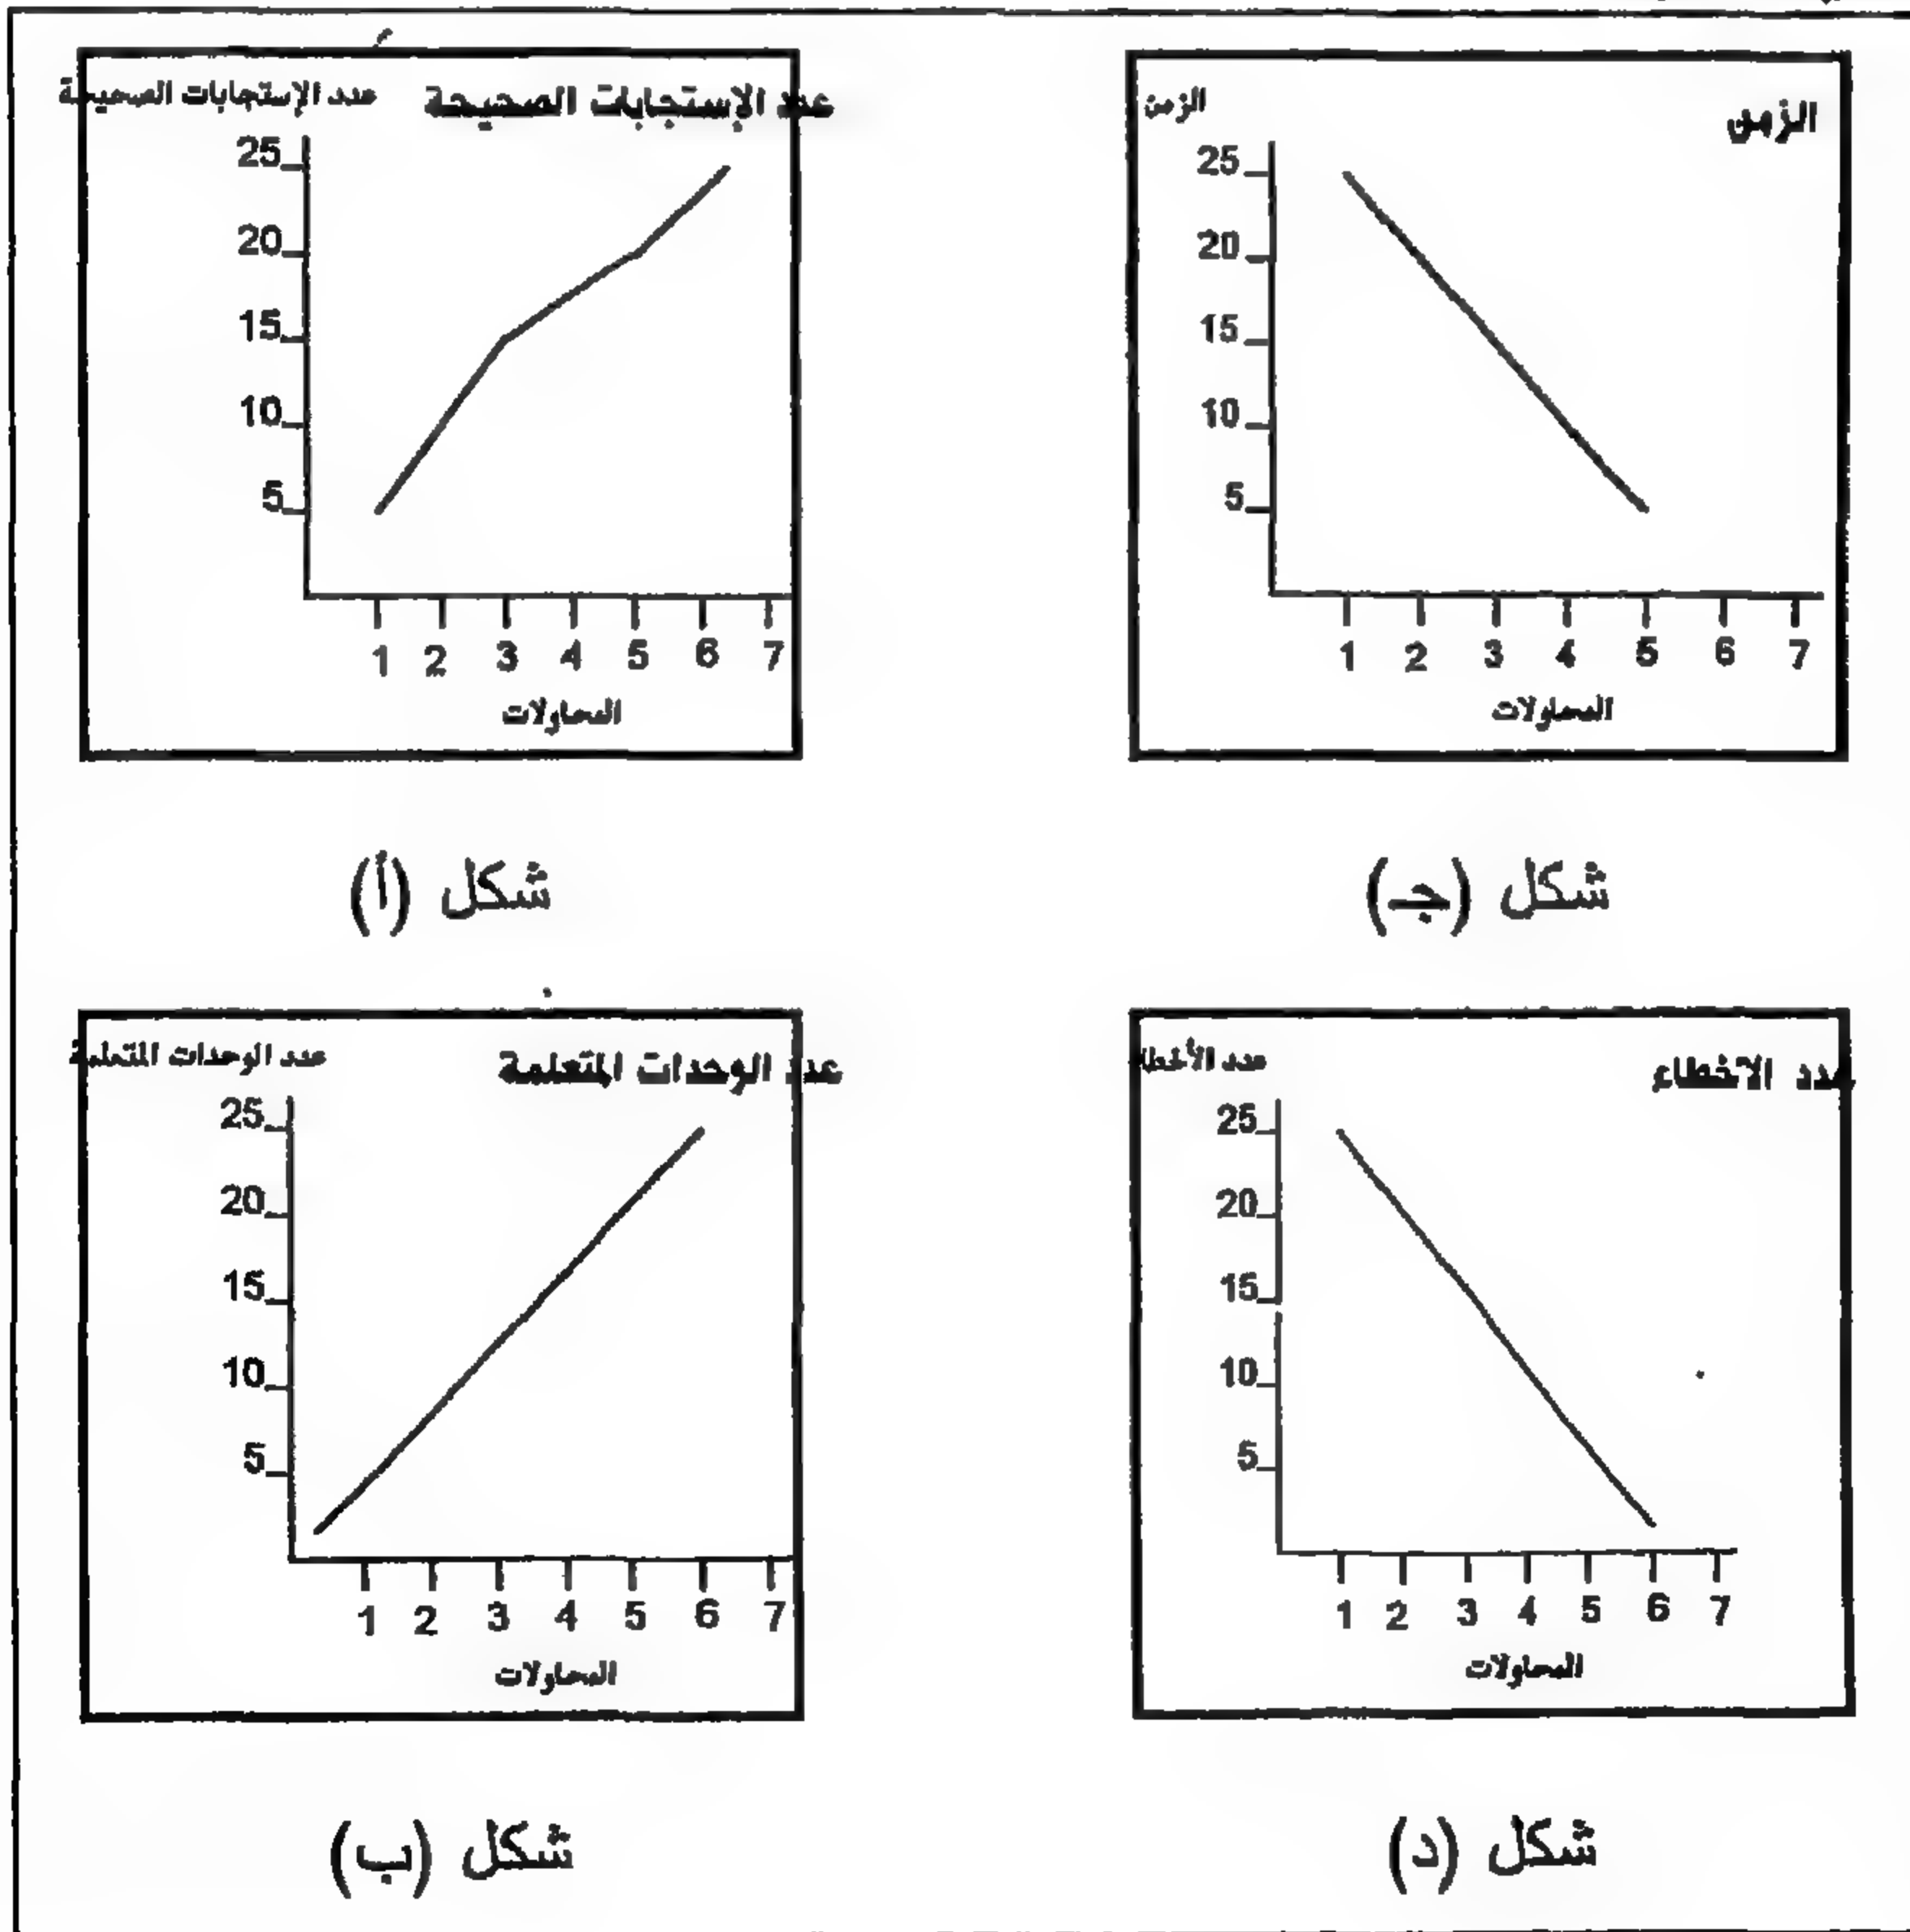 عدد الإستجابات الصحيحة
عدد الإستجابات الصحيحة
25
20
15
10
5
1 2 3 4 5 6 7
المحاولات
شكل (أ)
الزمن
الزمن
25
20
15
10
5
1 2 3 4 5 6 7
المحاولات
شكل (جـ)
عدد الوحدات المتعلمة
عدد الوحدات المتعلمة
25
20
15
10
5
1 2 3 4 5 6 7
المحاولات
شكل (ب)
عدد الأخطاء
عدد الأخطاء
25
20
15
10
5
1 2 3 4 5 6 7
المحاولات
شكل (د)